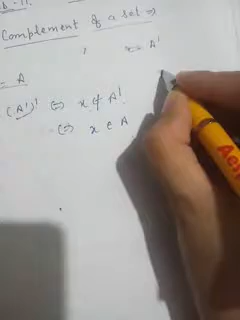 Complement of a set ⇒
x = A'
= A
(A')' ⇔ x ∉ A'
⇔ x ∈ A